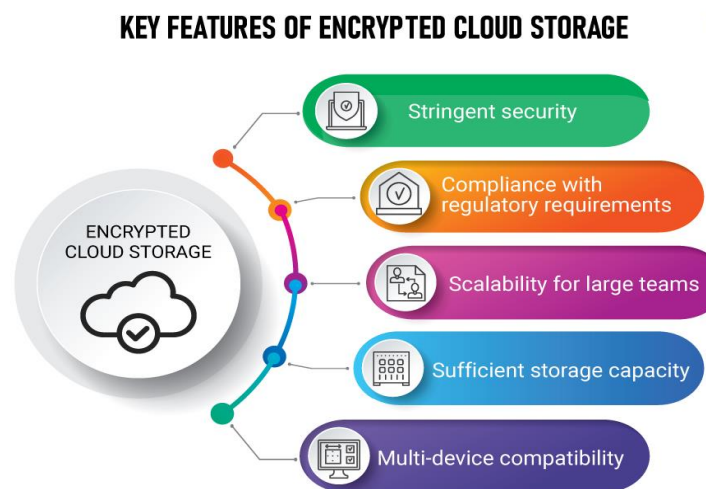 KEY FEATURES OF ENCRYPTED CLOUD STORAGE
ENCRYPTED
CLOUD STORAGE
Stringent security
Compliance with
regulatory requirements
Scalability for large teams
Sufficient storage capacity
Multi-device compatibility